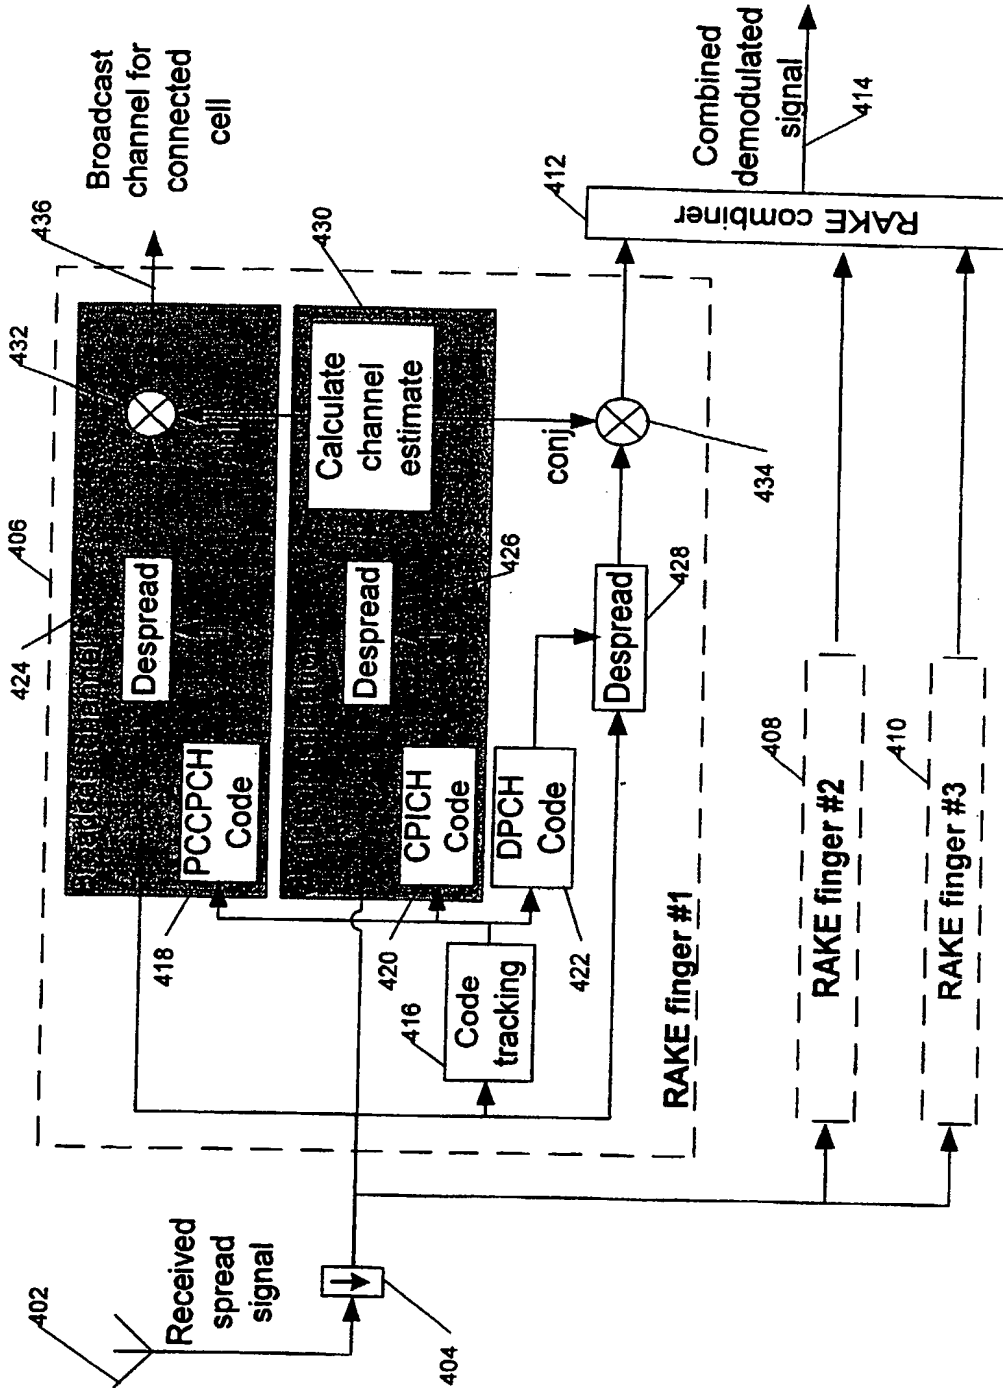 402
Received
spread
signal
404
406
424
Despread
PCCPCH
Code
418
432
436
Broadcast
channel for
connected
cell
430
Calculate
channel
estimate
Despread
426
CPICH
Code
420
416
Code
tracking
DPCH
Code
422
conj
Despread
428
434
RAKE finger #1
412
RAKE combiner
Combined
demodulated
signal
414
408
RAKE finger #2
410
RAKE finger #3